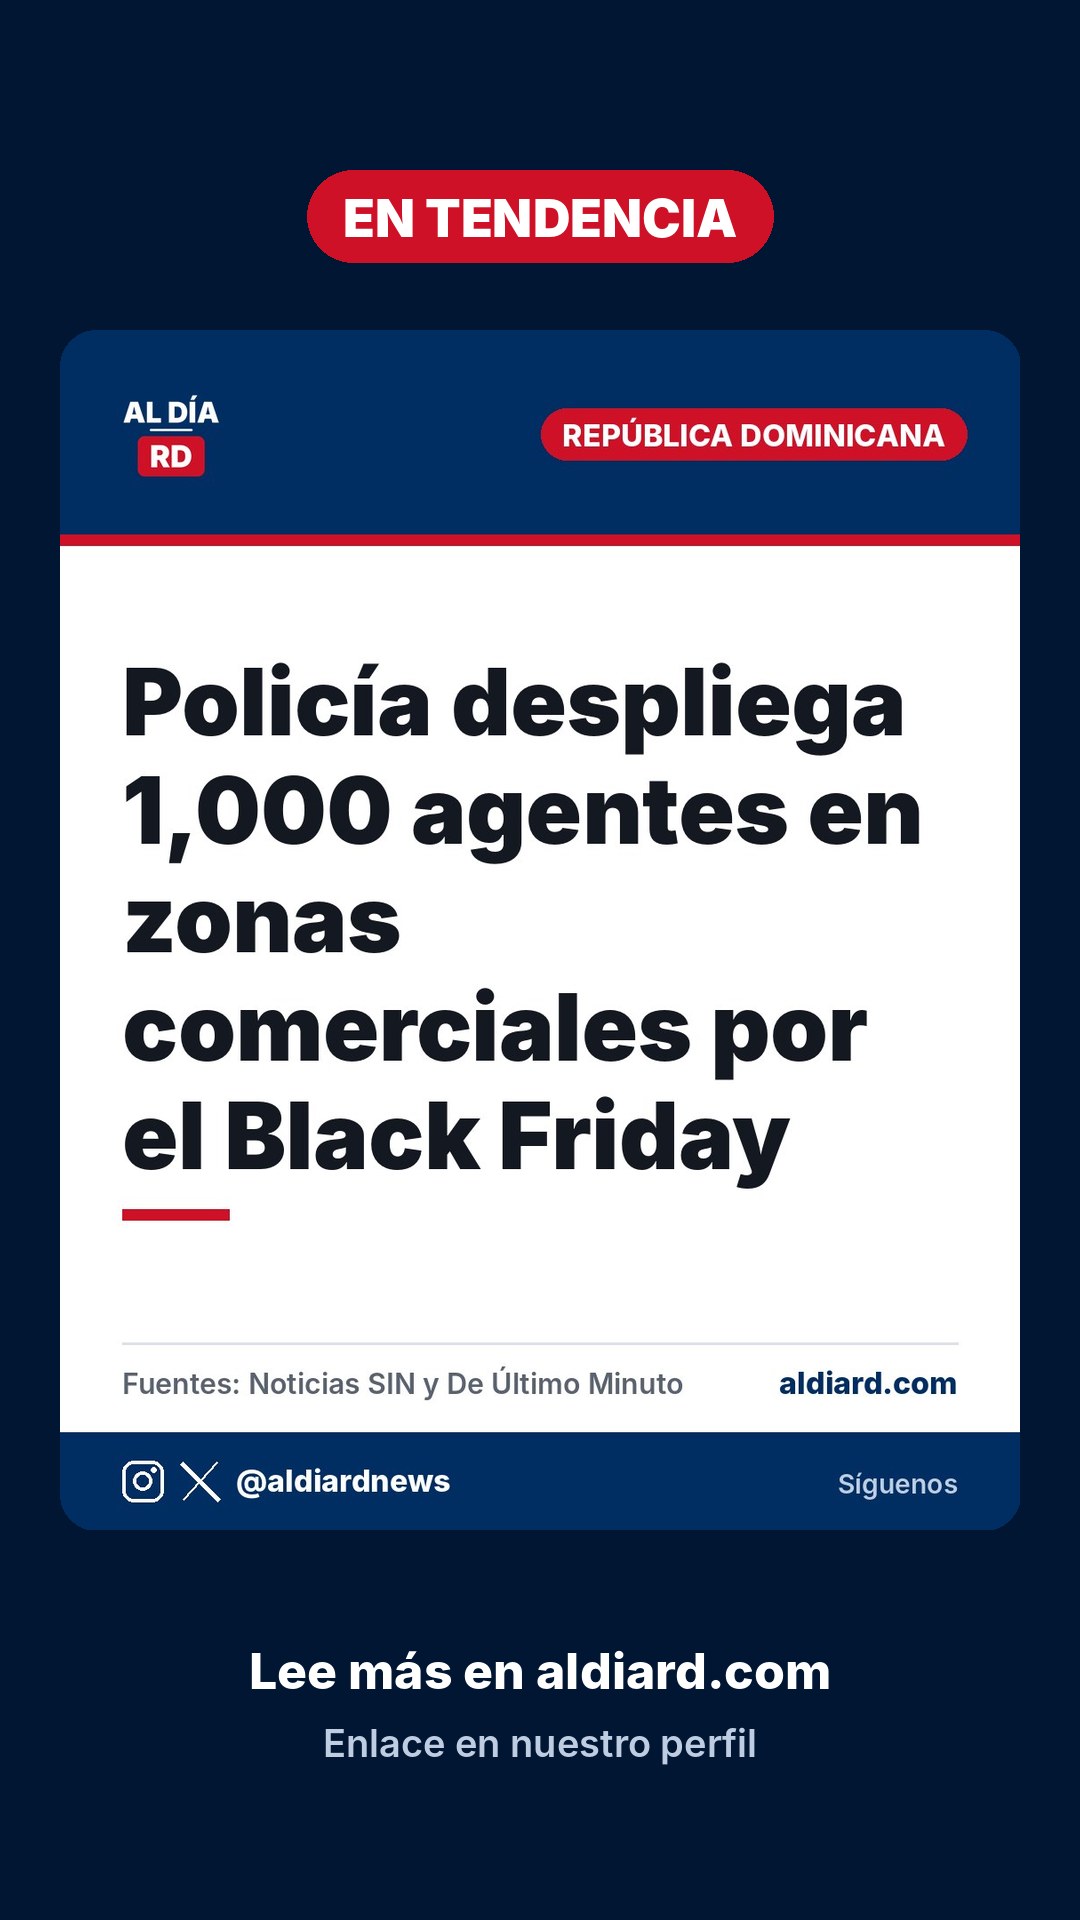 EN TENDENCIA
AL DÍA
RD
REPÚBLICA DOMINICANA
Policía despliega
1,000 agentes en
zonas
comerciales por
el Black Friday
Fuentes: Noticias SIN y De Último Minuto
aldiard.com
@aldiardnews
Síguenos
Lee más en aldiard.com
Enlace en nuestro perfil